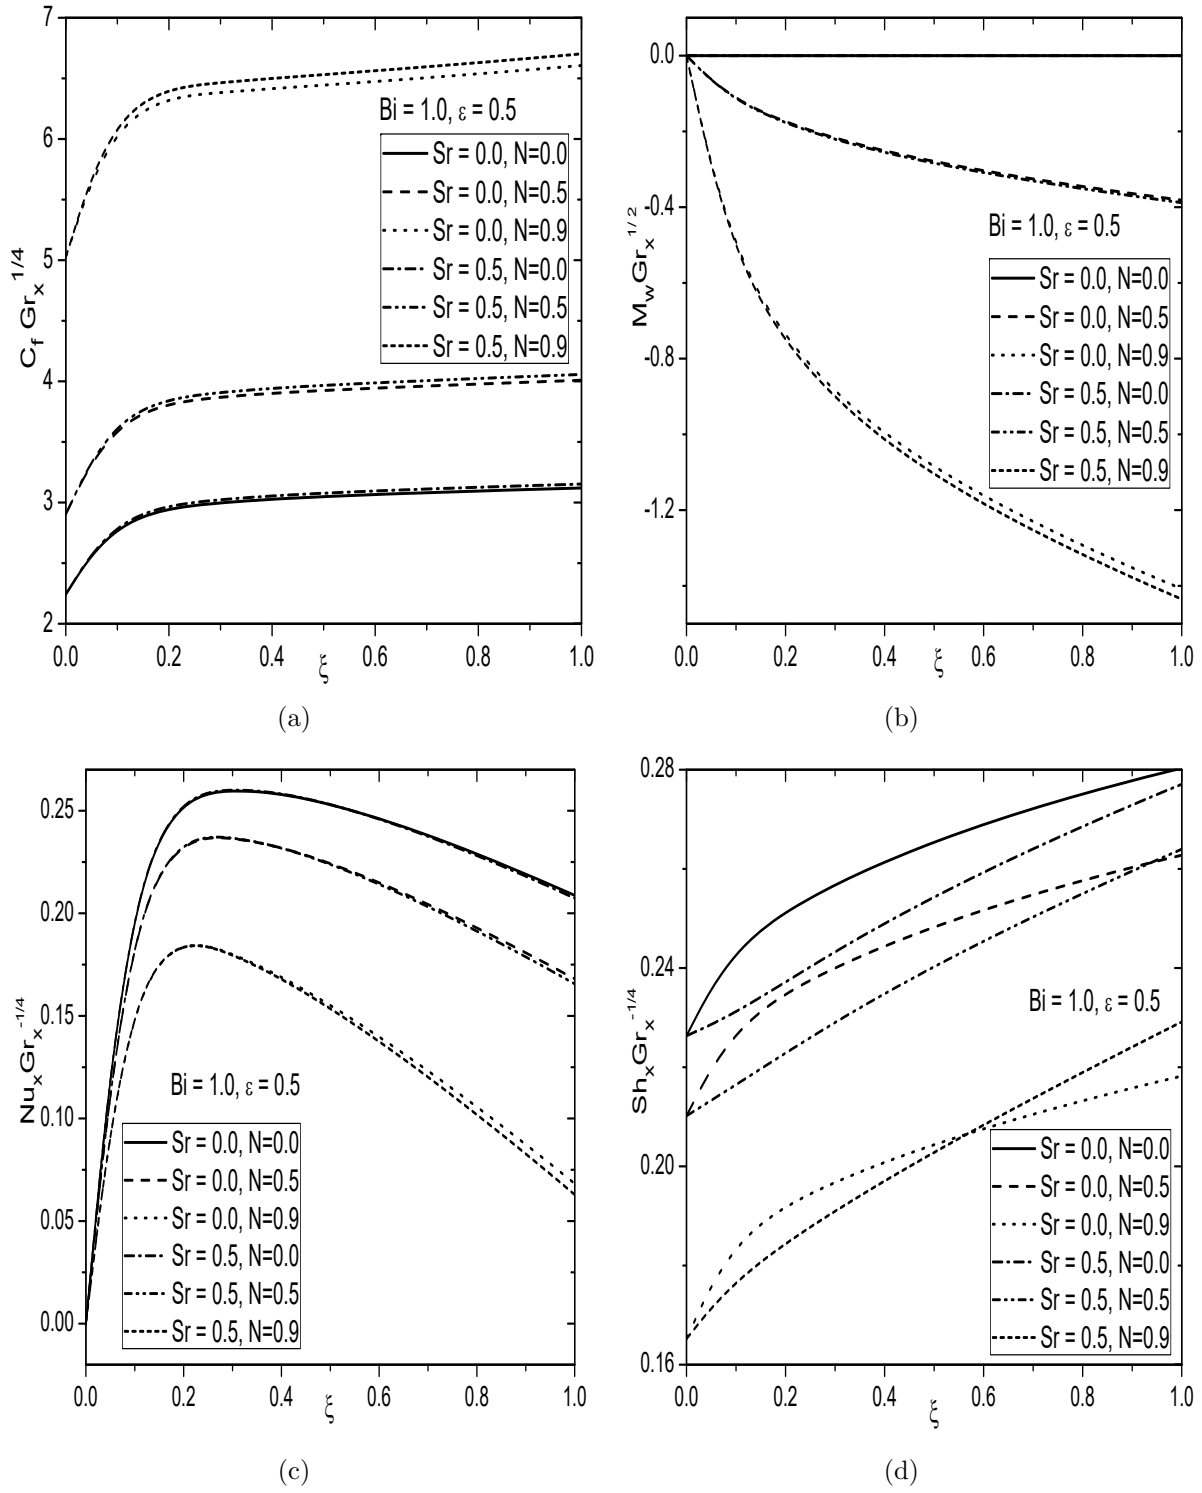 7
6
5
4
3
2
C_f Gr_x^{1/4}
Bi = 1.0, ε = 0.5
Sr = 0.0, N=0.0
Sr = 0.0, N=0.5
Sr = 0.0, N=0.9
Sr = 0.5, N=0.0
Sr = 0.5, N=0.5
Sr = 0.5, N=0.9
0.0 0.2 0.4 0.6 0.8 1.0
ξ
(a)
0.0
-0.4
-0.8
-1.2
M_w Gr_x^{1/2}
Bi = 1.0, ε = 0.5
Sr = 0.0, N=0.0
Sr = 0.0, N=0.5
Sr = 0.0, N=0.9
Sr = 0.5, N=0.0
Sr = 0.5, N=0.5
Sr = 0.5, N=0.9
0.0 0.2 0.4 0.6 0.8 1.0
ξ
(b)
0.25
0.20
0.15
0.10
0.05
0.00
Nu_x Gr_x^{-1/4}
Bi = 1.0, ε = 0.5
Sr = 0.0, N=0.0
Sr = 0.0, N=0.5
Sr = 0.0, N=0.9
Sr = 0.5, N=0.0
Sr = 0.5, N=0.5
Sr = 0.5, N=0.9
0.0 0.2 0.4 0.6 0.8 1.0
ξ
(c)
0.28
0.24
0.20
0.16
Sh_x Gr_x^{-1/4}
Bi = 1.0, ε = 0.5
Sr = 0.0, N=0.0
Sr = 0.0, N=0.5
Sr = 0.0, N=0.9
Sr = 0.5, N=0.0
Sr = 0.5, N=0.5
Sr = 0.5, N=0.9
0.0 0.2 0.4 0.6 0.8 1.0
ξ
(d)